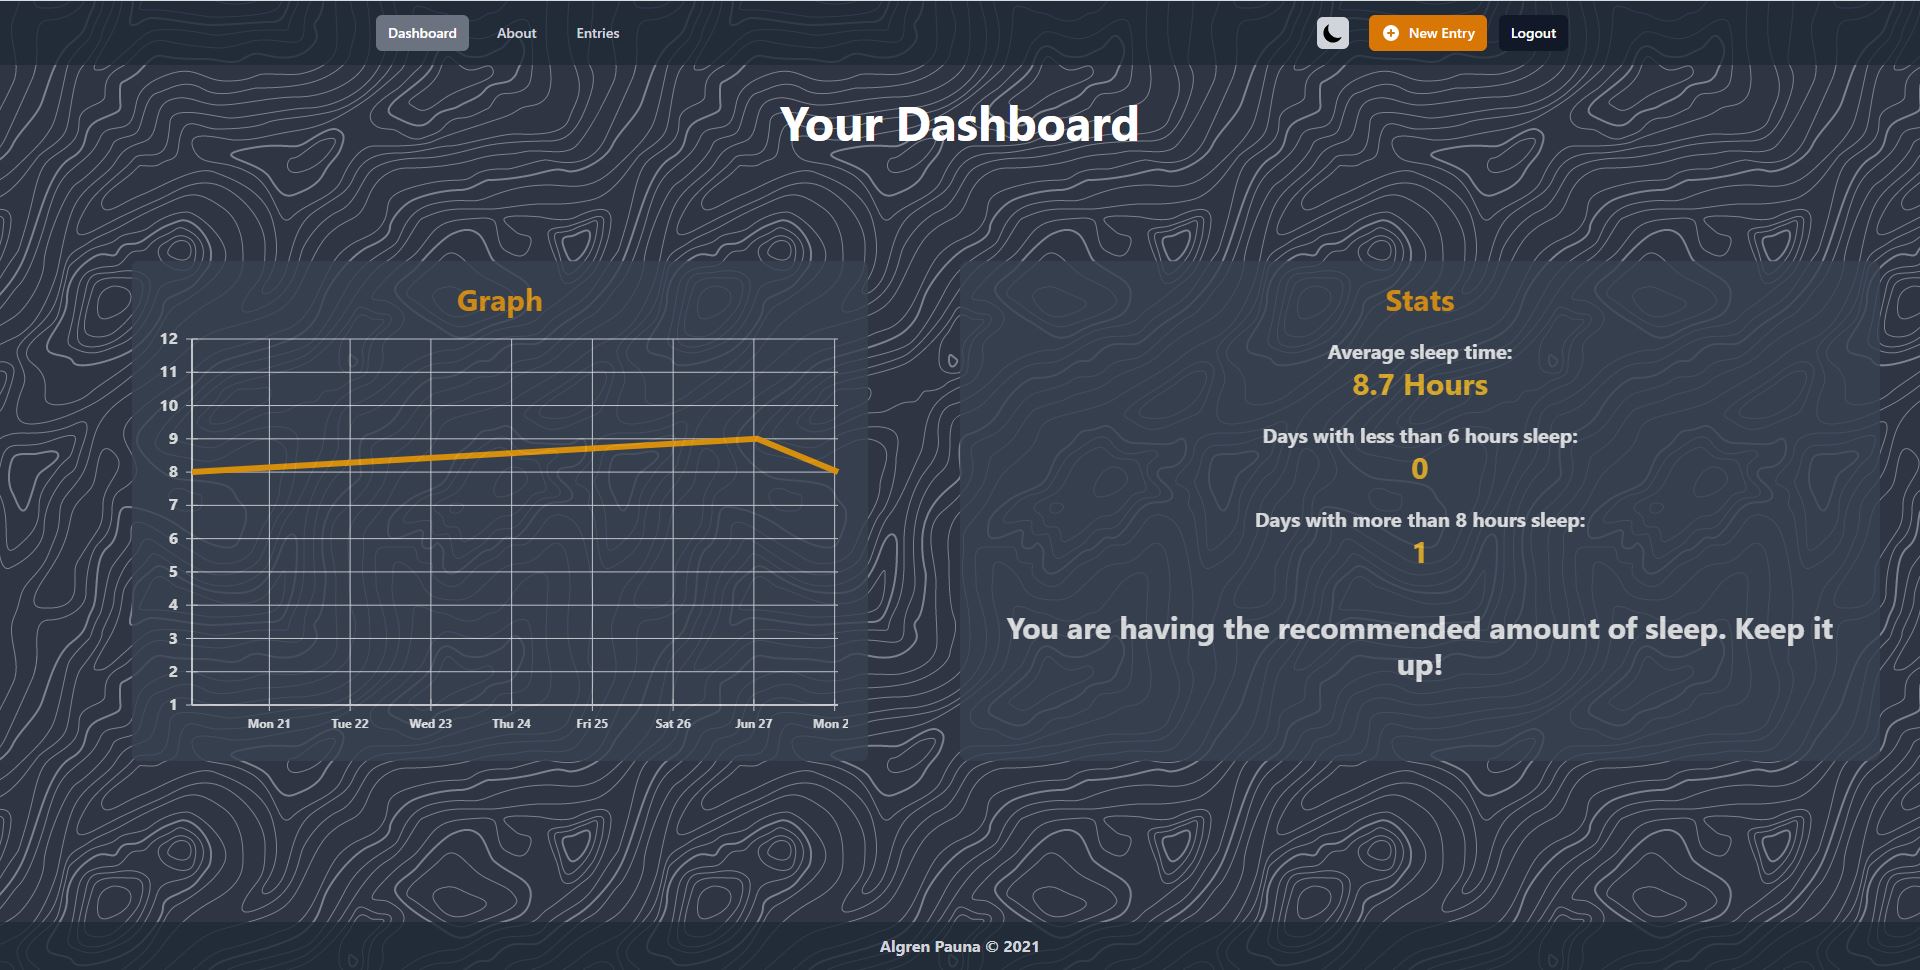 Dashboard About Entries New Entry Logout
Your Dashboard
Graph
12
11
10
9
8
7
6
5
4
3
2
1
Mon 21 Tue 22 Wed 23 Thu 24 Fri 25 Sat 26 Jun 27 Mon 2
Stats
Average sleep time:
8.7 Hours
Days with less than 6 hours sleep:
0
Days with more than 8 hours sleep:
1
You are having the recommended amount of sleep. Keep it
up!
Algren Pauna © 2021